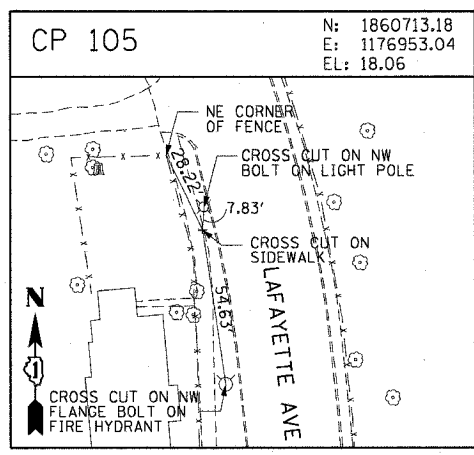 CP 105
N: 1860713.18
E: 1176953.04
EL: 18.06
NE CORNER
OF FENCE
28.22'
CROSS CUT ON NW
BOLT ON LIGHT POLE
7.83'
CROSS CUT ON
SIDEWALK
LAFAYETTE AVE
54.63'
N
1
CROSS CUT ON NW
FLANGE BOLT ON
FIRE HYDRANT